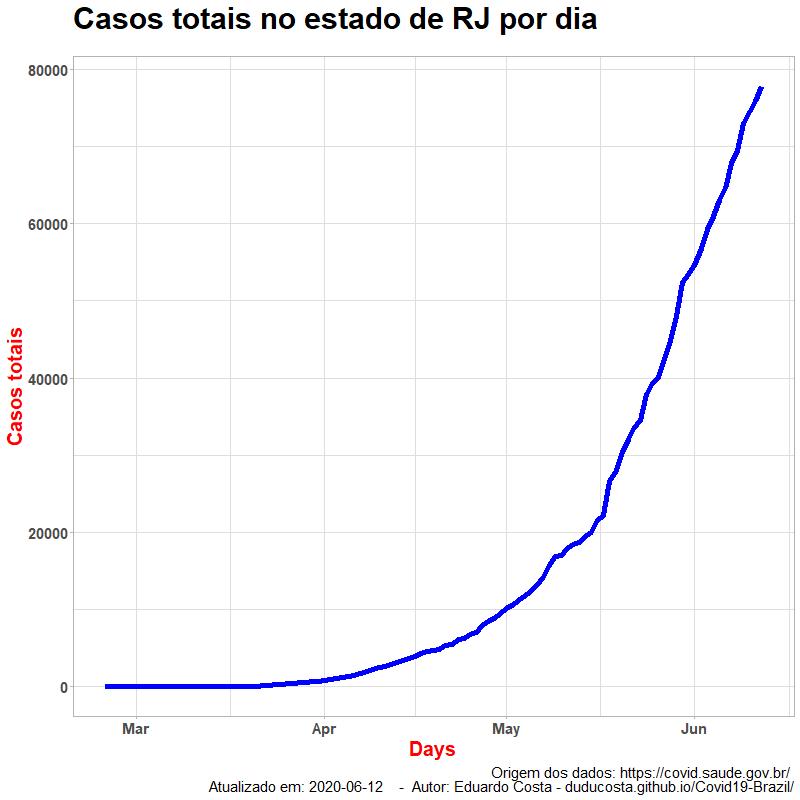 Casos totais no estado de RJ por dia
80000
60000
40000
20000
0
Casos totais
Mar Apr May Jun
Days
Origem dos dados: https://covid.saude.gov.br/
Atualizado em: 2020-06-12 - Autor: Eduardo Costa - duducosta.github.io/Covid19-Brazil/